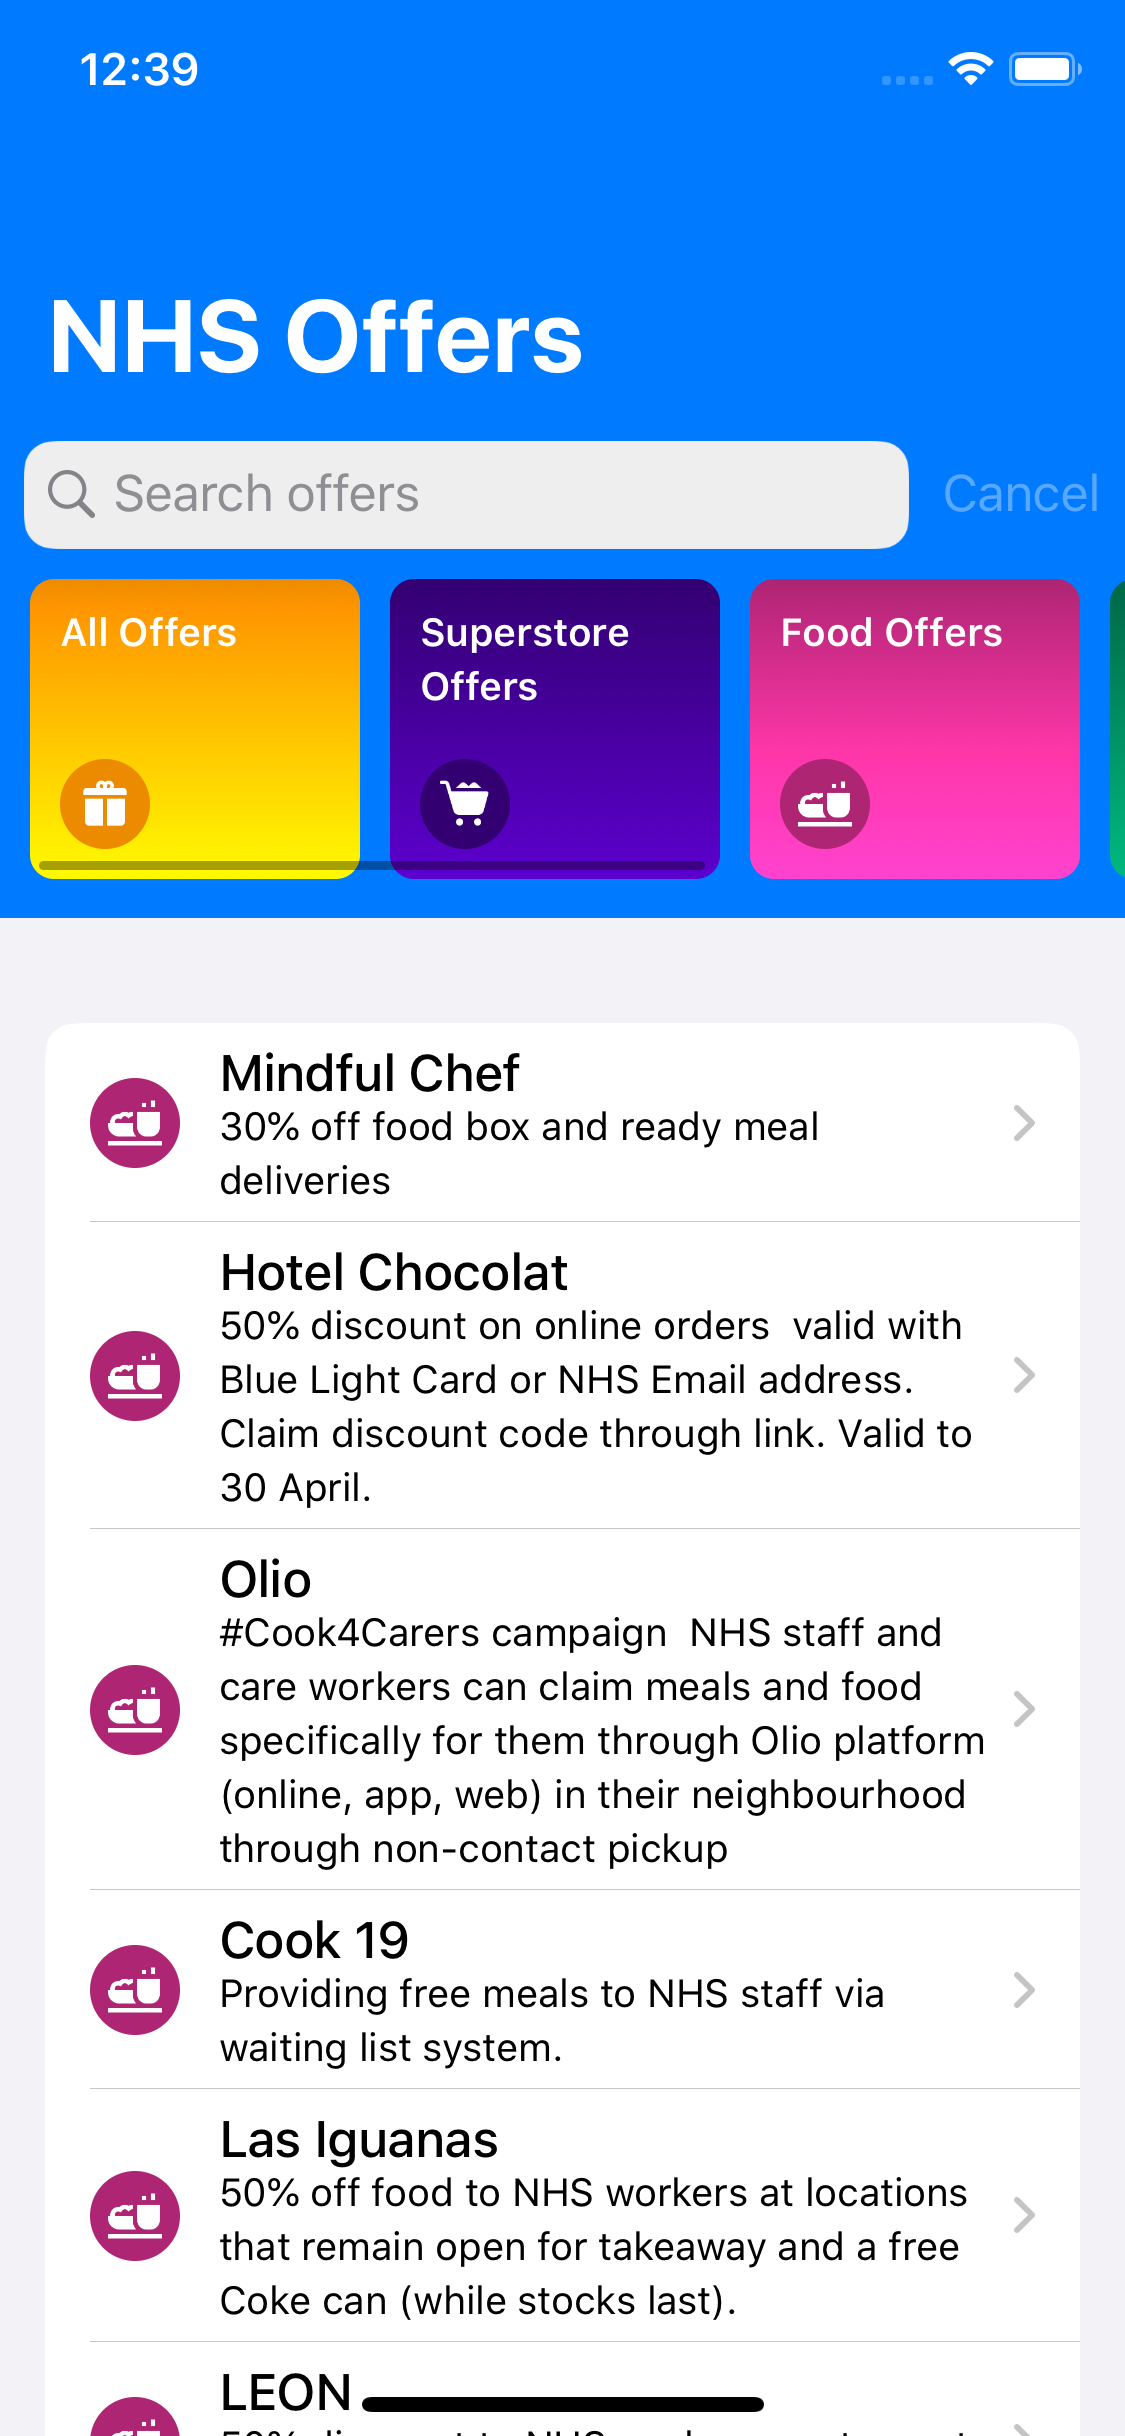 12:39
NHS Offers
Search offers
Cancel
All Offers
Superstore
Offers
Food Offers
Mindful Chef
30% off food box and ready meal
deliveries
Hotel Chocolat
50% discount on online orders  valid with
Blue Light Card or NHS Email address.
Claim discount code through link. Valid to
30 April.
Olio
#Cook4Carers campaign  NHS staff and
care workers can claim meals and food
specifically for them through Olio platform
(online, app, web) in their neighbourhood
through non-contact pickup
Cook 19
Providing free meals to NHS staff via
waiting list system.
Las Iguanas
50% off food to NHS workers at locations
that remain open for takeaway and a free
Coke can (while stocks last).
LEON